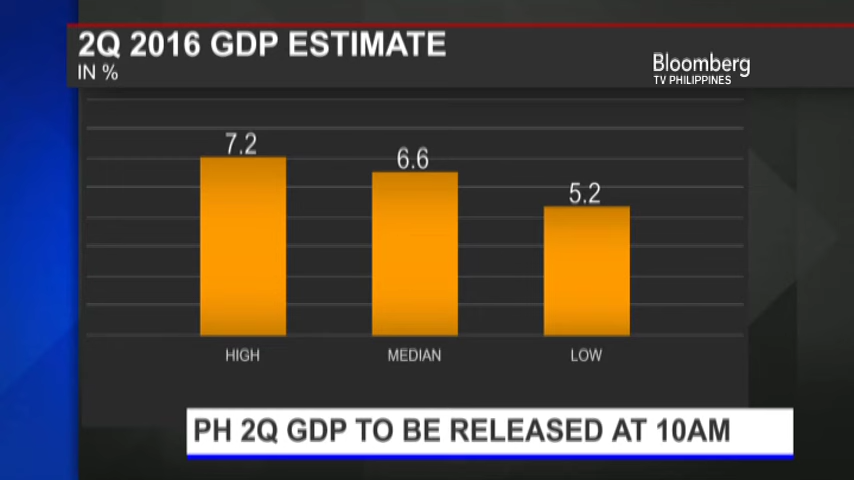 2Q 2016 GDP ESTIMATE
IN %
Bloomberg
TV PHILIPPINES
7.2
6.6
5.2
HIGH
MEDIAN
LOW
PH 2Q GDP TO BE RELEASED AT 10AM